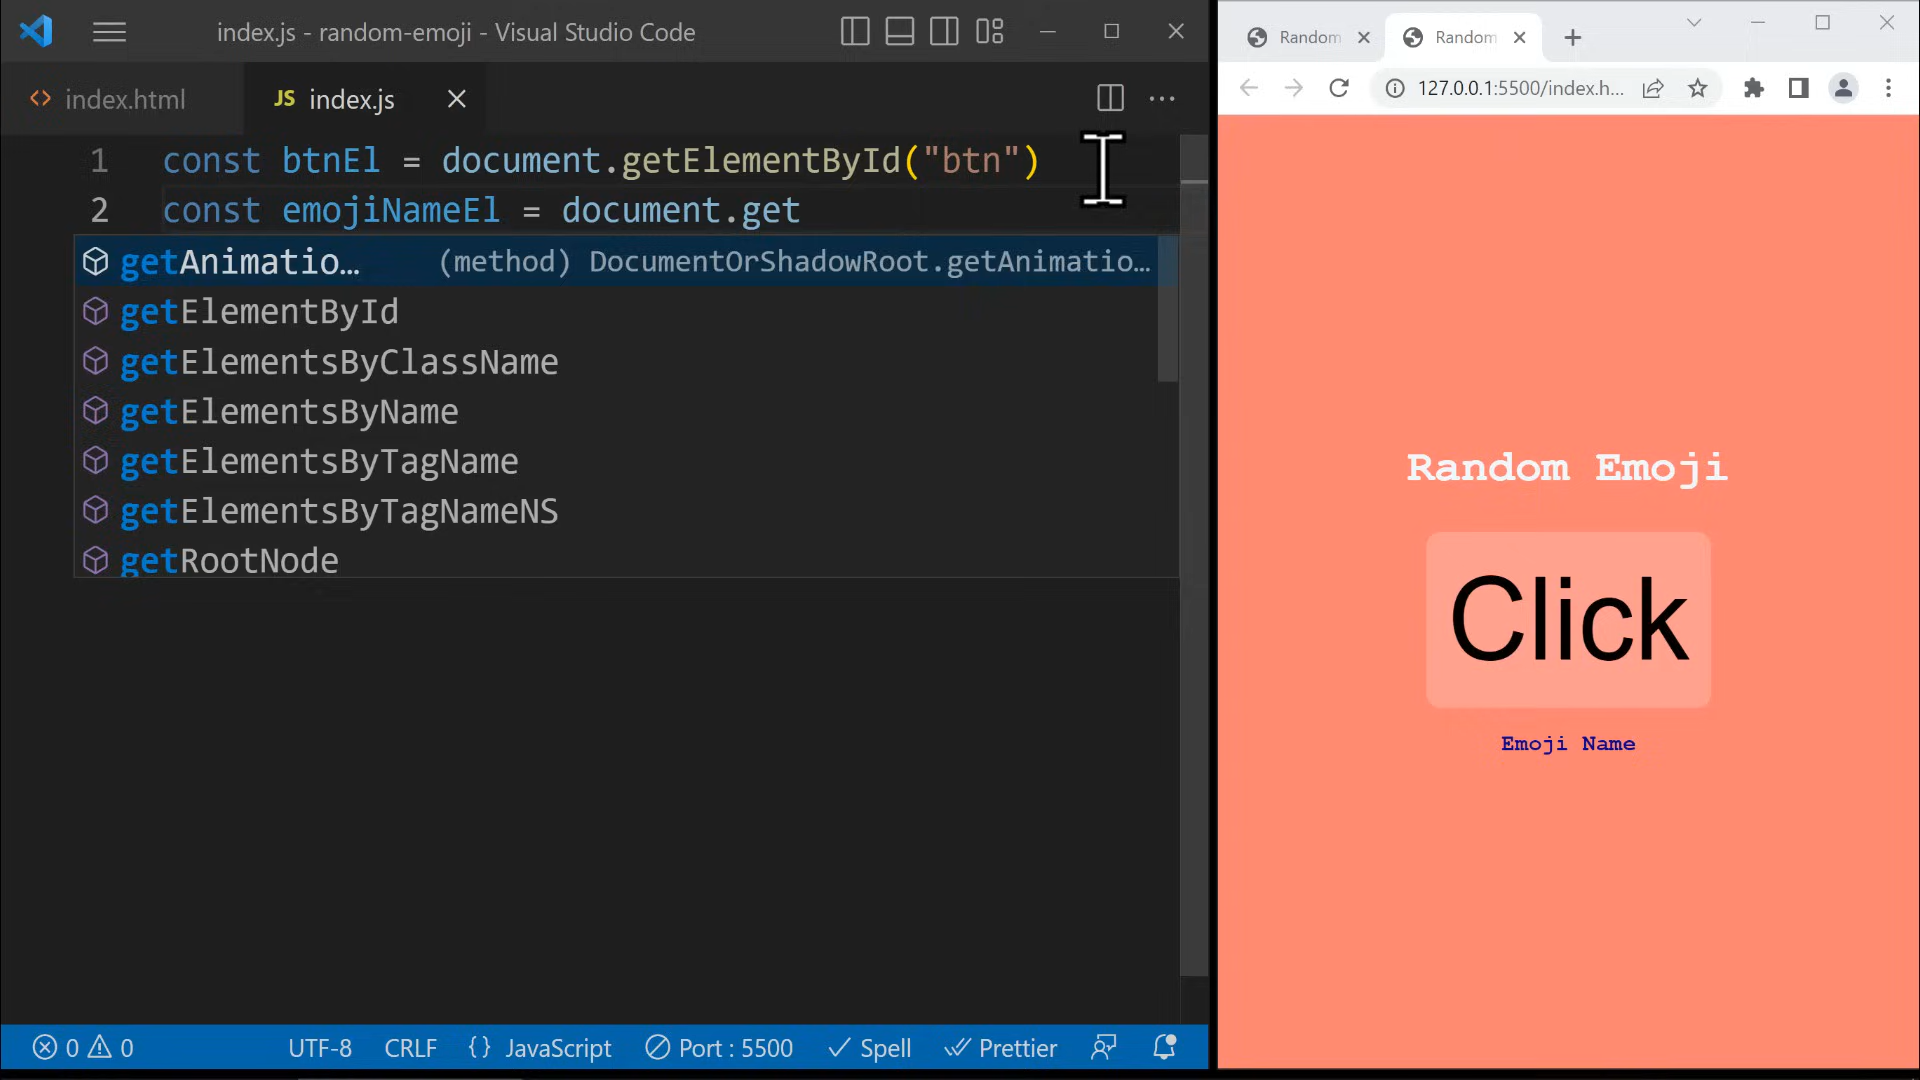 index.js - random-emoji - Visual Studio Code
index.html
JS index.js
1 const btnEl = document.getElementById("btn")
2 const emojiNameEl = document.get
getAnimatio… (method) DocumentOrShadowRoot.getAnimatio…
getElementById
getElementsByClassName
getElementsByName
getElementsByTagName
getElementsByTagNameNS
getRootNode
0 0 UTF-8 CRLF {} JavaScript Port : 5500 Spell Prettier
Random
Random
127.0.0.1:5500/index.h...
Random Emoji
Click
Emoji Name